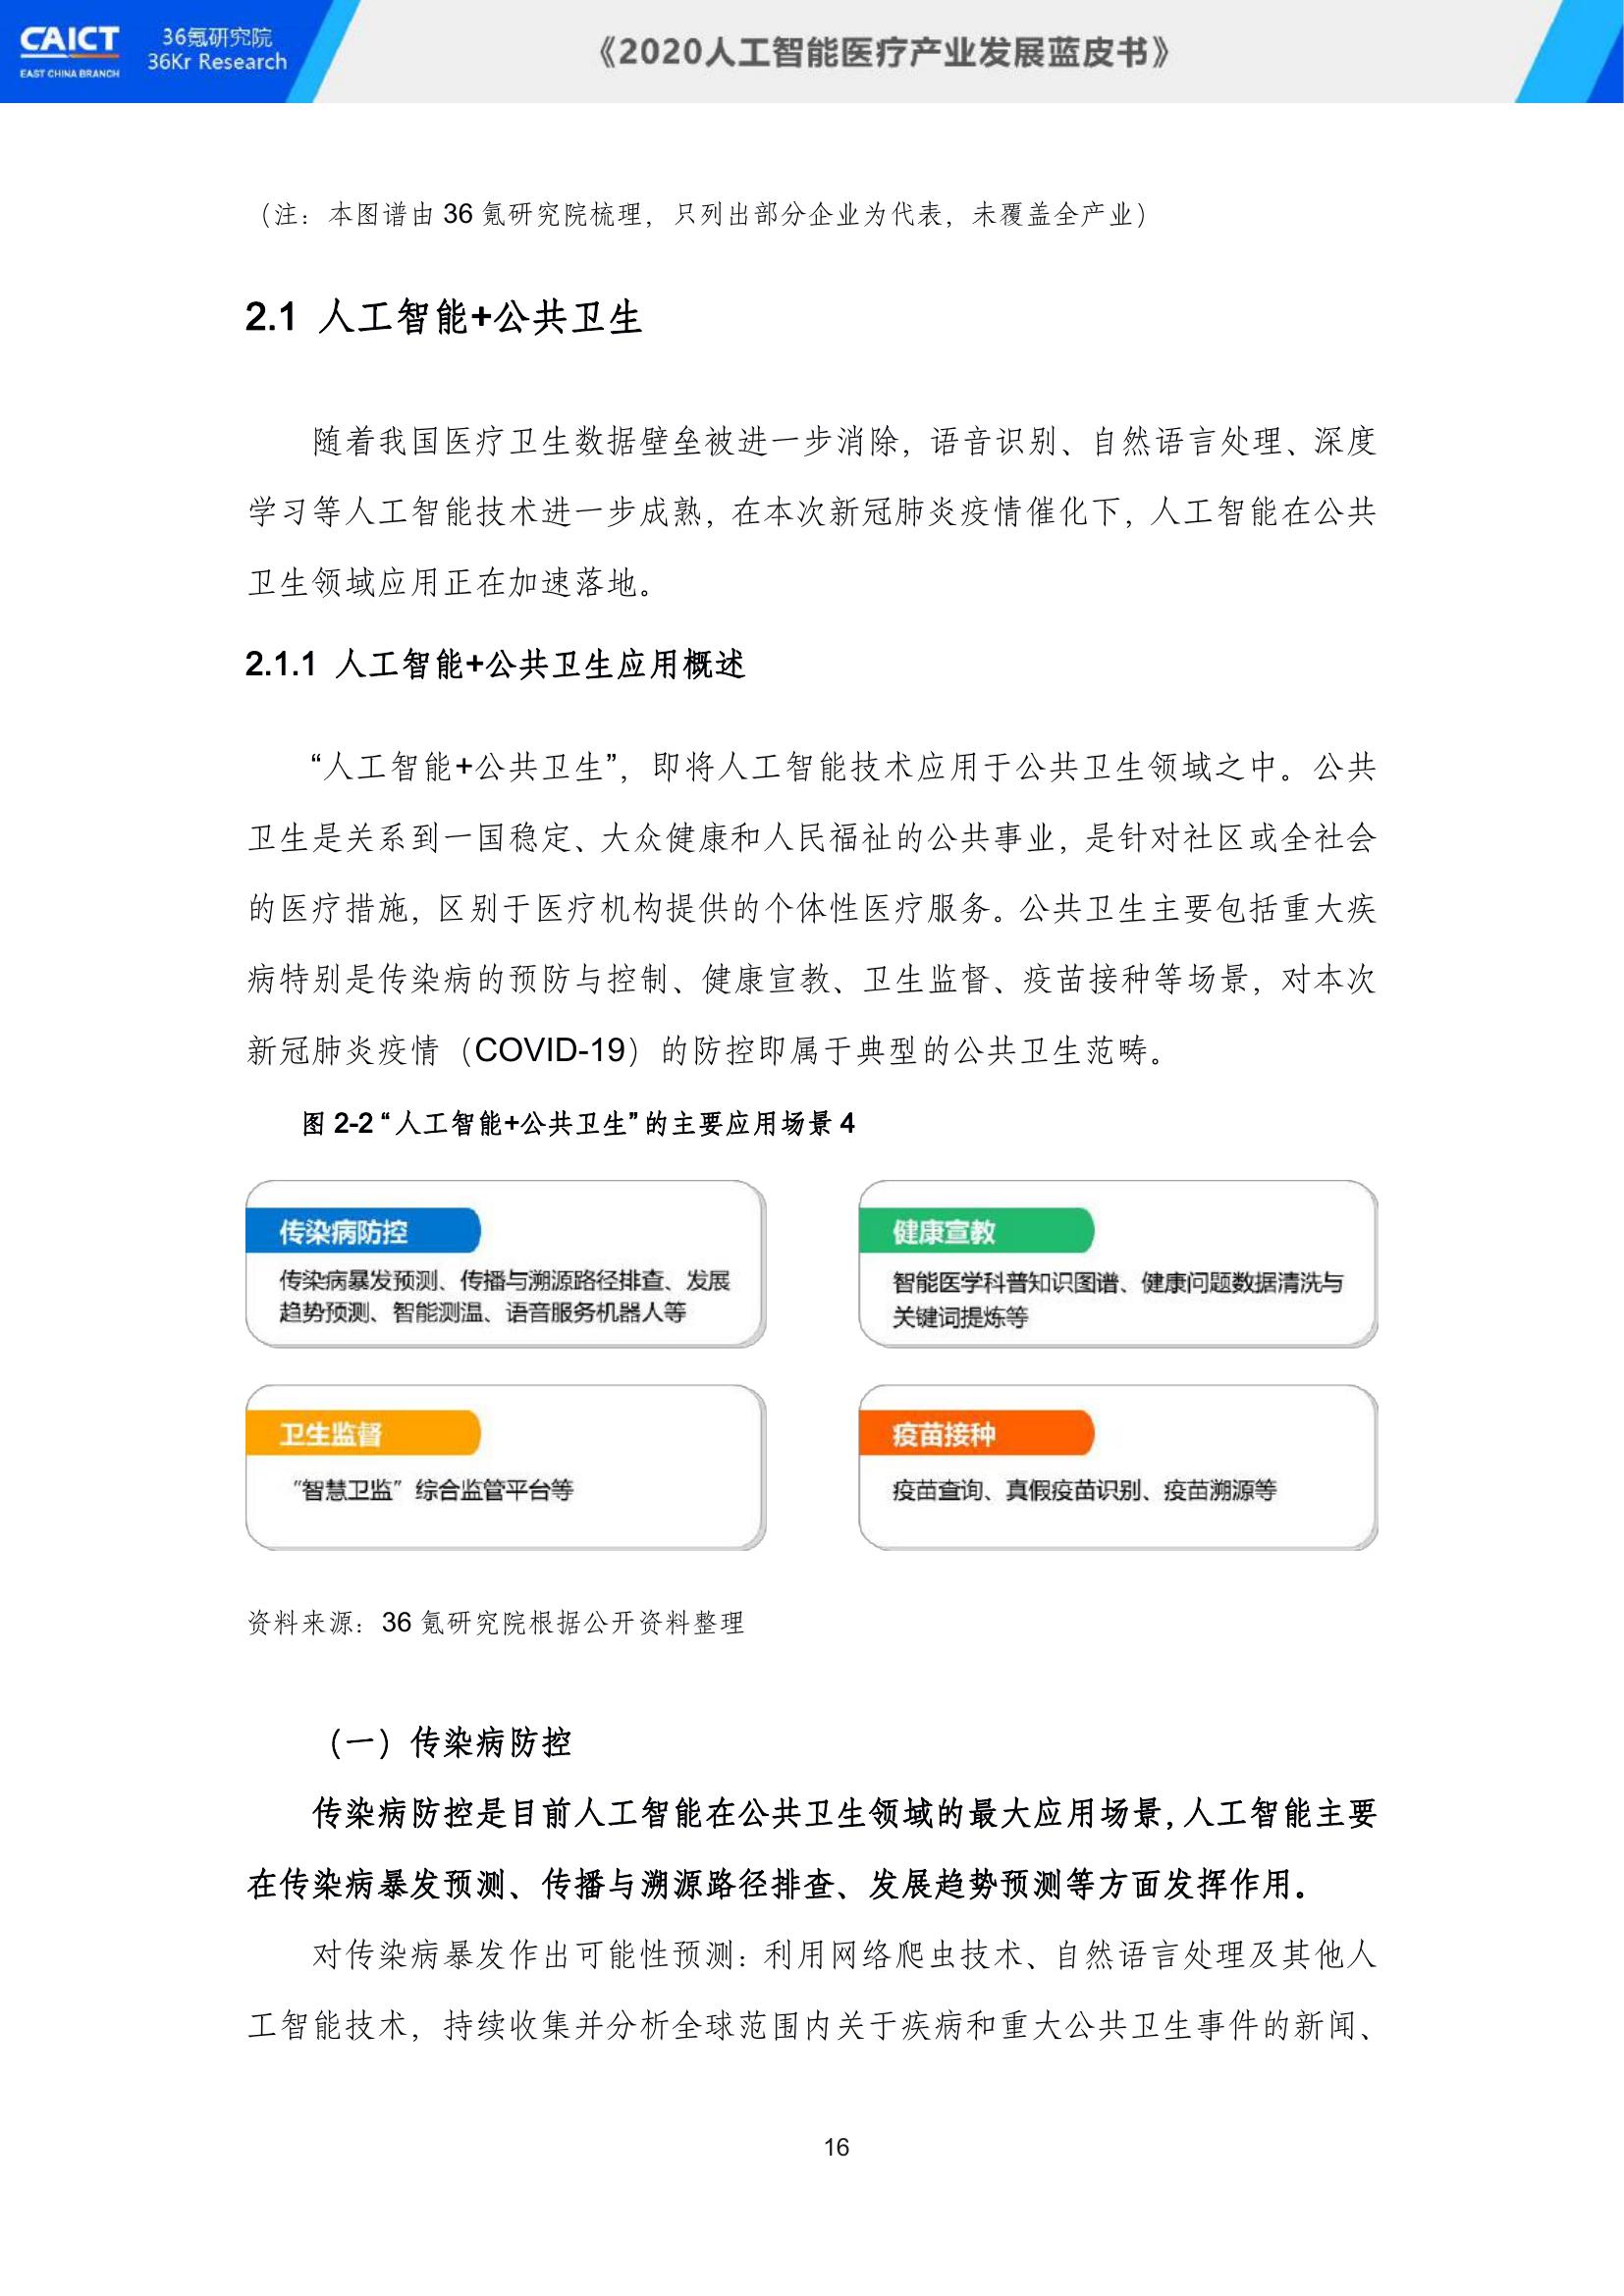 CAICT
EAST CHINA BRANCH
36氪研究院
36Kr Research
《2020人工智能医疗产业发展蓝皮书》
（注：本图谱由 36 氪研究院梳理，只列出部分企业为代表，未覆盖全产业）
2.1 人工智能+公共卫生
随着我国医疗卫生数据壁垒被进一步消除，语音识别、自然语言处理、深度
学习等人工智能技术进一步成熟，在本次新冠肺炎疫情催化下，人工智能在公共
卫生领域应用正在加速落地。
2.1.1 人工智能+公共卫生应用概述
“人工智能+公共卫生”，即将人工智能技术应用于公共卫生领域之中。公共
卫生是关系到一国稳定、大众健康和人民福祉的公共事业，是针对社区或全社会
的医疗措施，区别于医疗机构提供的个体性医疗服务。公共卫生主要包括重大疾
病特别是传染病的预防与控制、健康宣教、卫生监督、疫苗接种等场景，对本次
新冠肺炎疫情（COVID-19）的防控即属于典型的公共卫生范畴。
图 2-2 “人工智能+公共卫生”的主要应用场景 4
传染病防控
传染病暴发预测、传播与溯源路径排查、发展
趋势预测、智能测温、语音服务机器人等
健康宣教
智能医学科普知识图谱、健康问题数据清洗与
关键词提炼等
卫生监督
“智慧卫监”综合监管平台等
疫苗接种
疫苗查询、真假疫苗识别、疫苗溯源等
资料来源：36 氪研究院根据公开资料整理
（一）传染病防控
传染病防控是目前人工智能在公共卫生领域的最大应用场景，人工智能主要
在传染病暴发预测、传播与溯源路径排查、发展趋势预测等方面发挥作用。
对传染病暴发作出可能性预测：利用网络爬虫技术、自然语言处理及其他人
工智能技术，持续收集并分析全球范围内关于疾病和重大公共卫生事件的新闻、
16